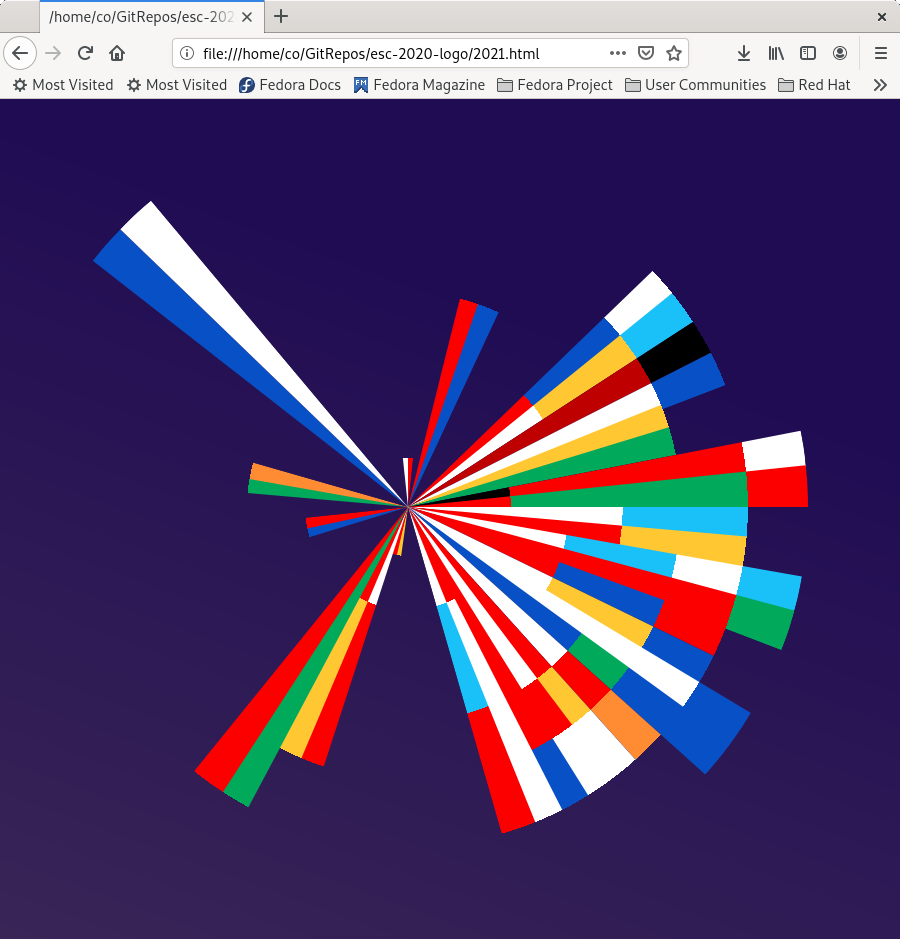 /home/co/GitRepos/esc-202
file:///home/co/GitRepos/esc-2020-logo/2021.html
Most Visited Most Visited Fedora Docs Fedora Magazine Fedora Project User Communities Red Hat